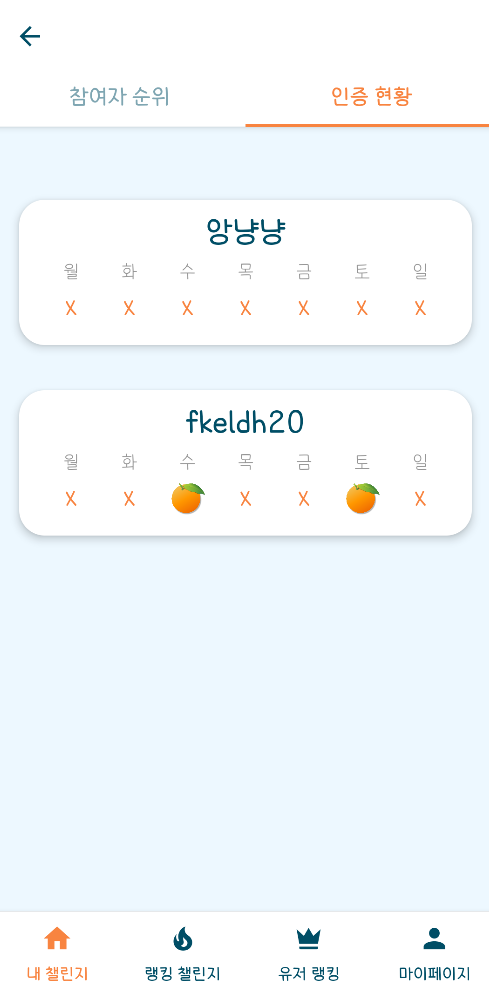 참여자 순위 인증 현황
앙냥냥
월 화 수 목 금 토 일
X X X X X X X
fkeldh20
월 화 수 목 금 토 일
X X X X X
내 챌린지 랭킹 챌린지 유저 랭킹 마이페이지